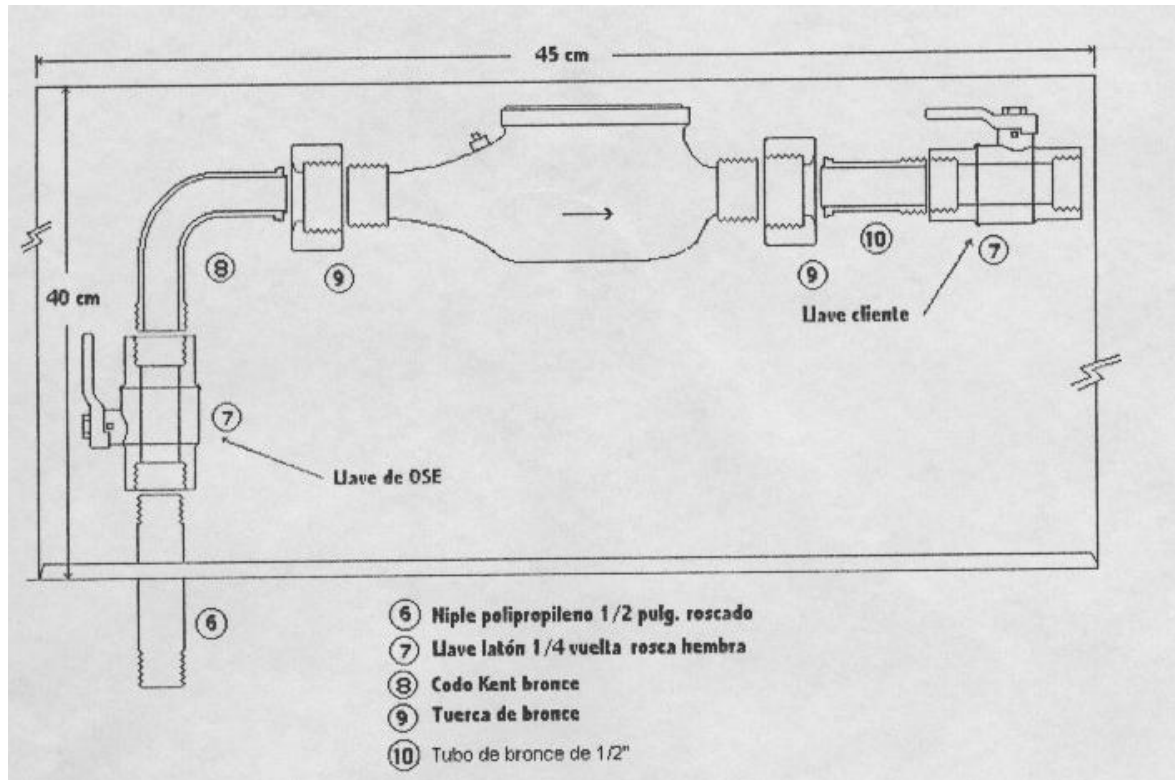 45 cm
40 cm
8
9
9
10
7
Llave cliente
7
Llave de OSE
6
6 Niple polipropileno 1/2 pulg. roscado
7 Llave latón 1/4 vuelta rosca hembra
8 Codo Kent bronce
9 Tuerca de bronce
10 Tubo de bronce de 1/2"